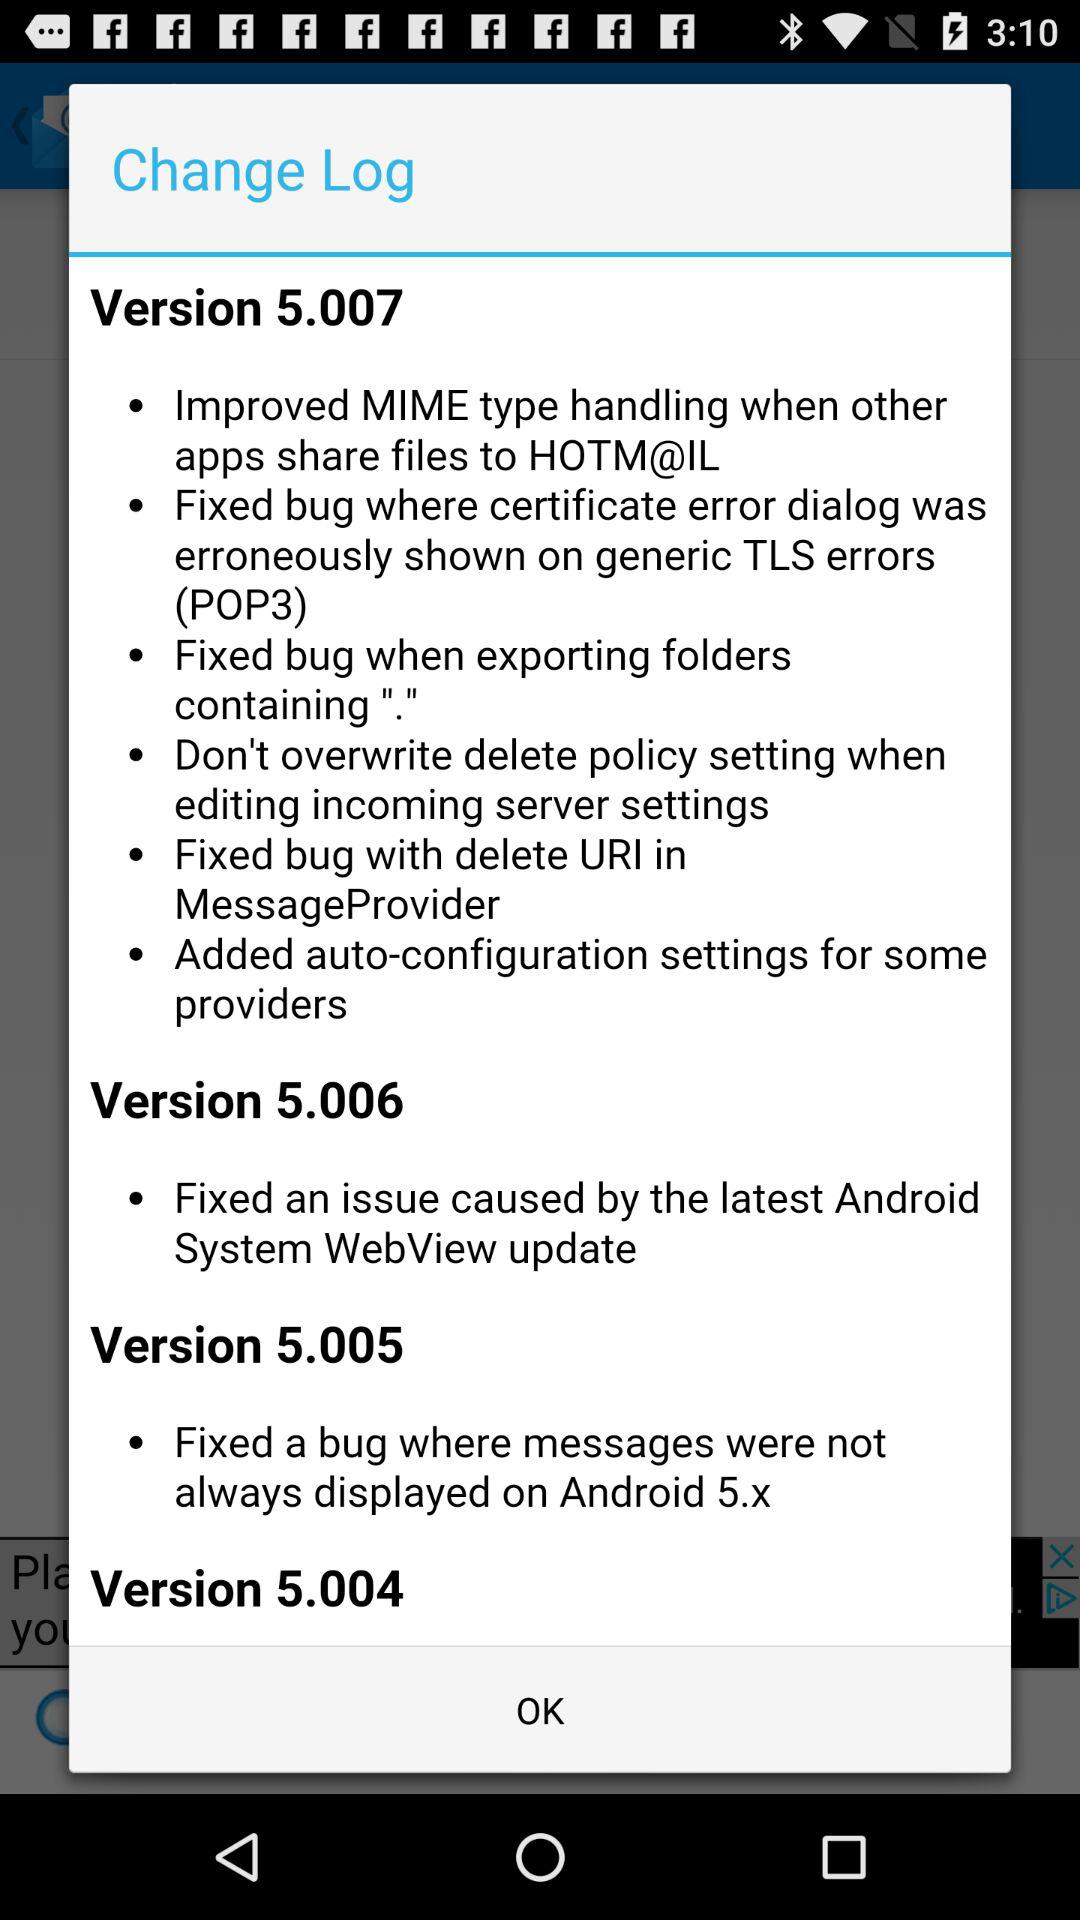 3:10
Change Log
Version 5.007
• Improved MIME type handling when other
apps share files to HOTM@IL
• Fixed bug where certificate error dialog was
erroneously shown on generic TLS errors
(POP3)
• Fixed bug when exporting folders
containing "."
• Don't overwrite delete policy setting when
editing incoming server settings
• Fixed bug with delete URI in
MessageProvider
• Added auto-configuration settings for some
providers
Version 5.006
• Fixed an issue caused by the latest Android
System WebView update
Version 5.005
• Fixed a bug where messages were not
always displayed on Android 5.x
Version 5.004
OK